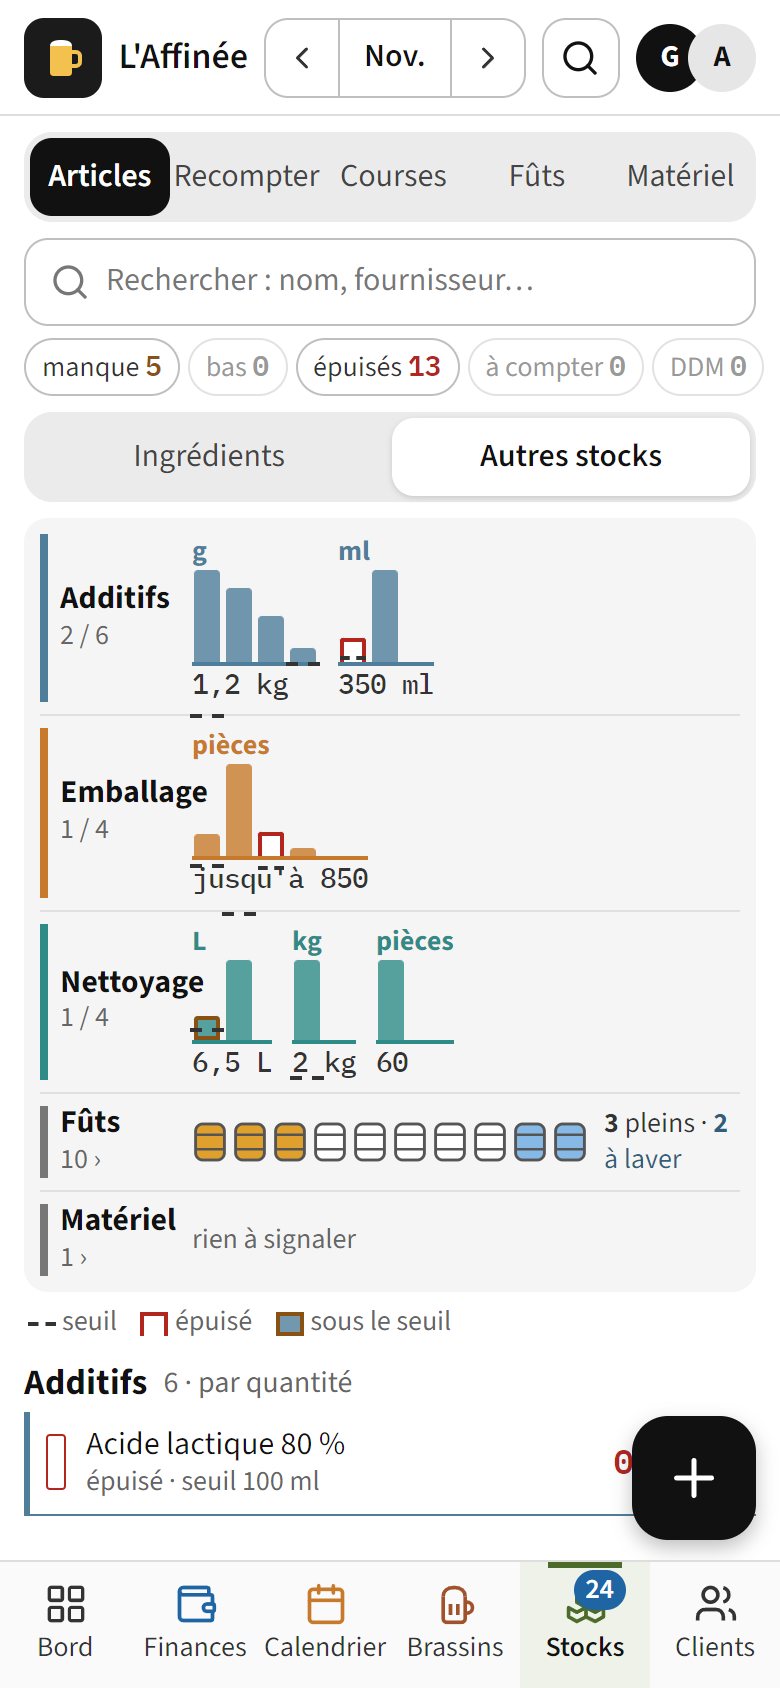 L'Affinée
Nov.
G A
Articles Recompter Courses Fûts Matériel
Rechercher : nom, fournisseur…
manque 5 bas 0 épuisés 13 à compter 0 DDM 0
Ingrédients Autres stocks
g ml
Additifs
2 / 6
1,2 kg 350 ml
pièces
Emballage
1 / 4
jusqu'à 850
L kg pièces
Nettoyage
1 / 4
6,5 L 2 kg 60
Fûts
10 ›
3 pleins · 2
à laver
Matériel
1 ›
rien à signaler
seuil épuisé sous le seuil
Additifs 6 · par quantité
Acide lactique 80 %
0
épuisé · seuil 100 ml
24
Bord Finances Calendrier Brassins Stocks Clients